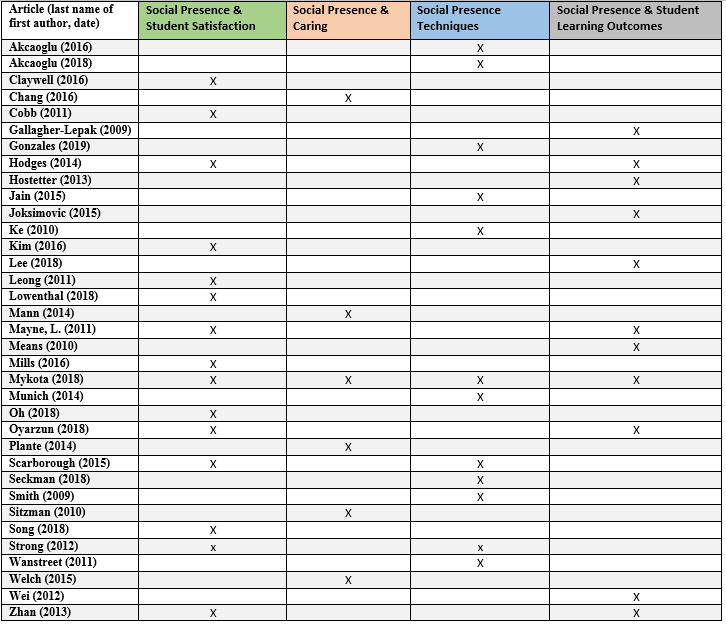 Article (last name of first author, date) Social Presence & Student Satisfaction Social Presence & Caring Social Presence Techniques Social Presence & Student Learning Outcomes
Akcaoglu (2016) X
Akcaoglu (2018) X
Claywell (2016) X
Chang (2016) X
Cobb (2011) X
Gallagher-Lepak (2009) X
Gonzales (2019) X
Hodges (2014) X X
Hostetter (2013) X
Jain (2015) X
Joksimovic (2015) X
Ke (2010) X
Kim (2016) X
Lee (2018) X
Leong (2011) X
Lowenthal (2018) X
Mann (2014) X
Mayne, L. (2011) X X
Means (2010) X
Mills (2016) X
Mykota (2018) X X X X
Munich (2014) X
Oh (2018) X
Oyarzun (2018) X X
Plante (2014) X
Scarborough (2015) X X
Seckman (2018) X
Smith (2009) X
Sitzman (2010) X
Song (2018) X
Strong (2012) x x
Wanstreet (2011) X
Welch (2015) X
Wei (2012) X
Zhan (2013) X X